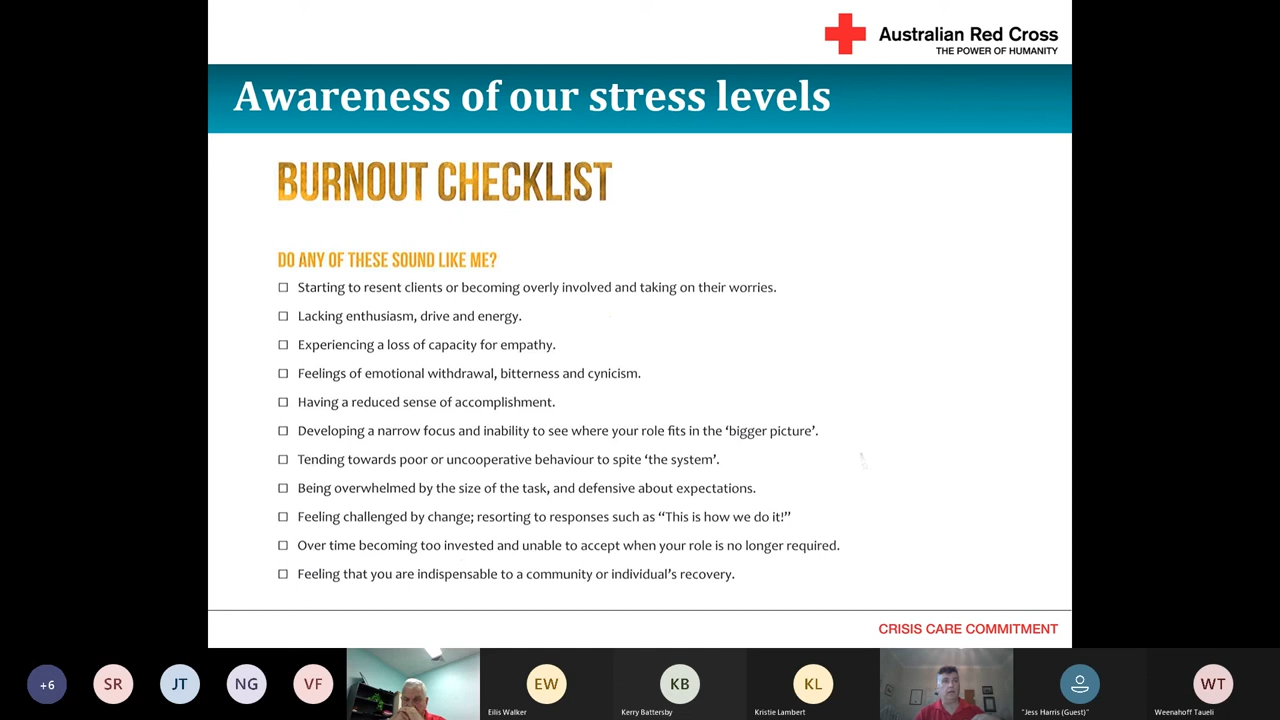 Australian Red Cross
THE POWER OF HUMANITY
Awareness of our stress levels
BURNOUT CHECKLIST
DO ANY OF THESE SOUND LIKE ME?
Starting to resent clients or becoming overly involved and taking on their worries.
Lacking enthusiasm, drive and energy.
Experiencing a loss of capacity for empathy.
Feelings of emotional withdrawal, bitterness and cynicism.
Having a reduced sense of accomplishment.
Developing a narrow focus and inability to see where your role fits in the ‘bigger picture’.
Tending towards poor or uncooperative behaviour to spite ‘the system’.
Being overwhelmed by the size of the task, and defensive about expectations.
Feeling challenged by change; resorting to responses such as “This is how we do it!”
Over time becoming too invested and unable to accept when your role is no longer required.
Feeling that you are indispensable to a community or individual’s recovery.
CRISIS CARE COMMITMENT
+6 SR JT NG VF EW KB KL WT
Eilis Walker Kerry Battersby Kristie Lambert "Jess Harris (Guest)" Weenahoff Taueli